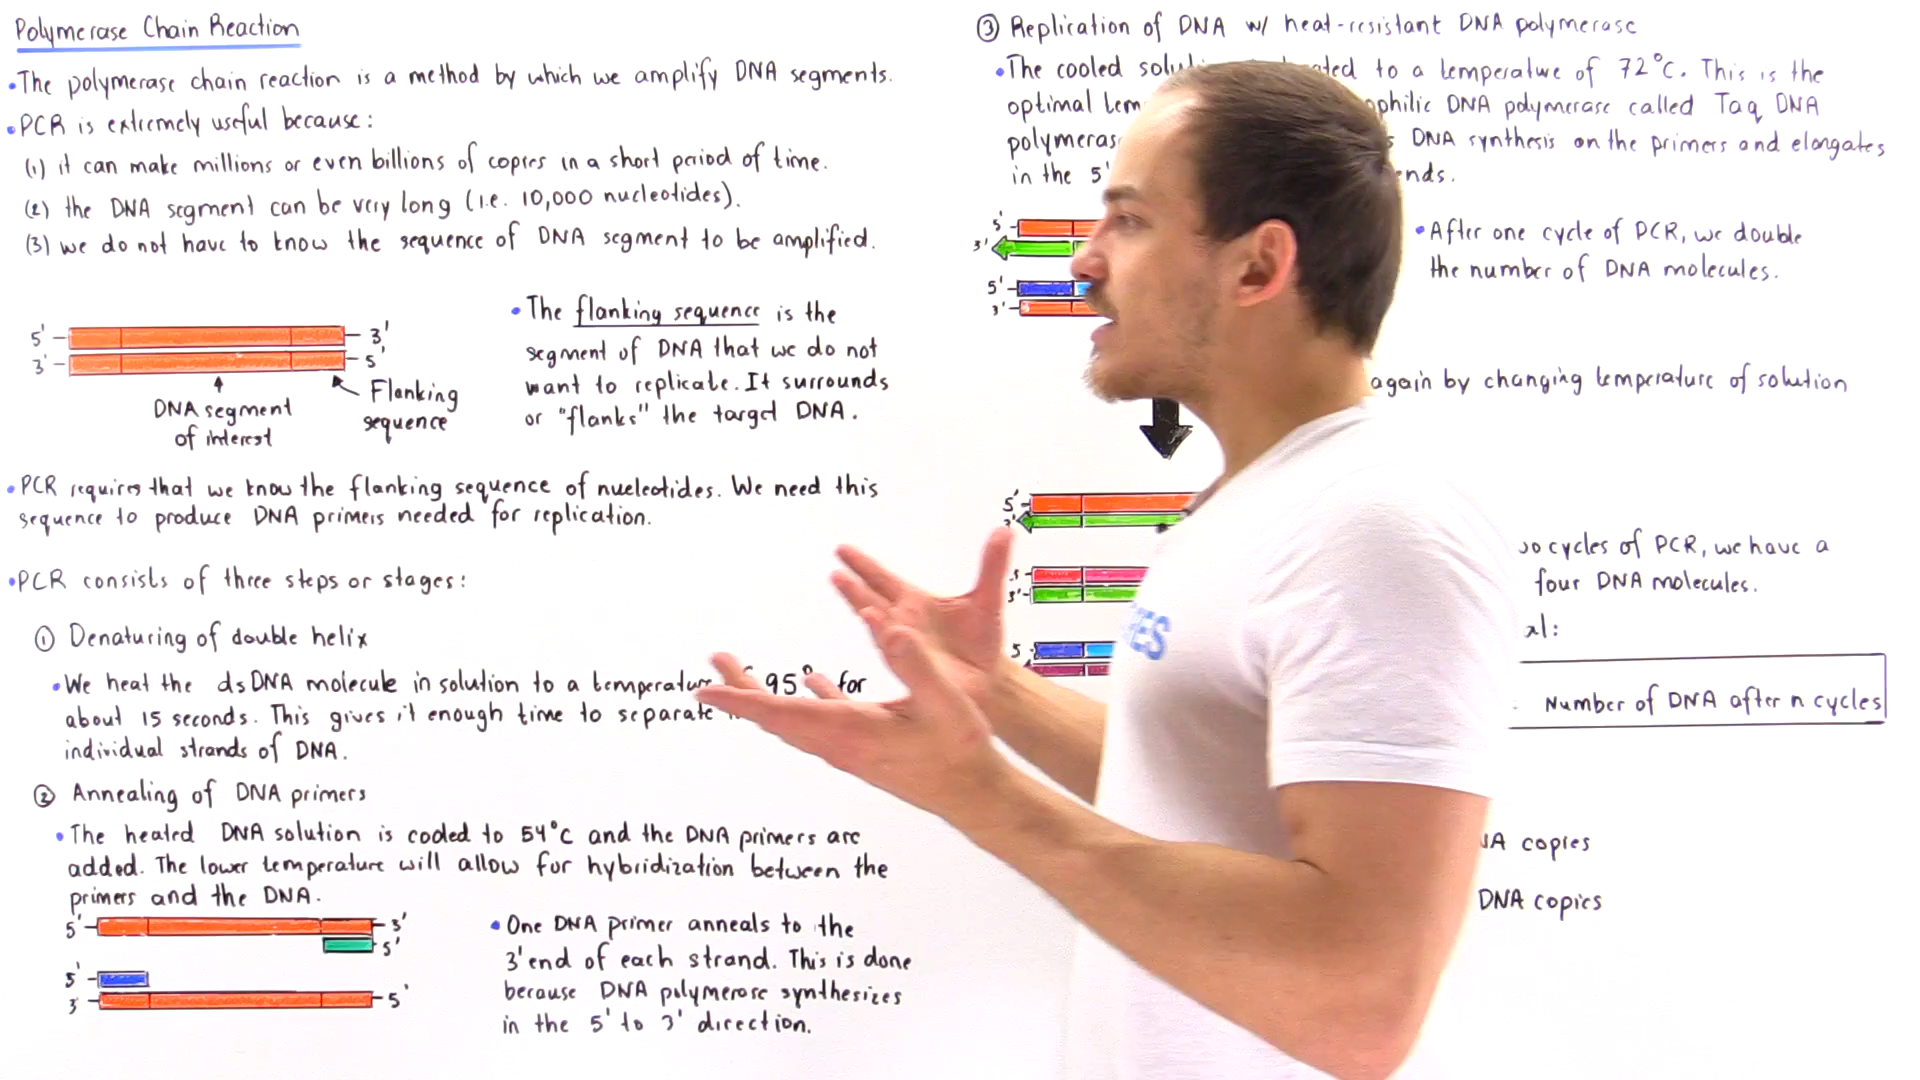 Polymerase Chain Reaction
•The polymerase chain reaction is a method by which we amplify DNA segments.
•PCR is extremely useful because:
(1) it can make millions or even billions of copies in a short period of time.
(2) the DNA segment can be very long (i.e. 10,000 nucleotides).
(3) we do not have to know the sequence of DNA segment to be amplified.
5' 3'
3' 5'
DNA segment
of interest
Flanking
sequence
•The flanking sequence is the
segment of DNA that we do not
want to replicate. It surrounds
or "flanks" the target DNA.
•PCR requires that we know the flanking sequence of nucleotides. We need this
sequence to produce DNA primers needed for replication.
•PCR consists of three steps or stages:
① Denaturing of double helix
•We heat the dsDNA molecule in solution to a temperature 95° for
about 15 seconds. This gives it enough time to separate
individual strands of DNA.
② Annealing of DNA primers
•The heated DNA solution is cooled to 54°C and the DNA primers are
added. The lower temperature will allow for hybridization between the
primers and the DNA.
5' 3'
5'
5'
3' 5'
•One DNA primer anneals to the
3' end of each strand. This is done
because DNA polymerase synthesizes
in the 5' to 3' direction.
③ Replication of DNA w/ heat-resistant DNA polymerase
•The cooled to a temperature of 72°C. This is the
optimal DNA polymerase called Taq DNA
DNA synthesis on the primers and elongates
in the 5'
5'
3'
5'
3'
•After one cycle of PCR, we double
the number of DNA molecules.
again by changing temperature of solution
5'
3'
3'
5
cycles of PCR, we have a
four DNA molecules.
Number of DNA after n cycles
copies
DNA copies